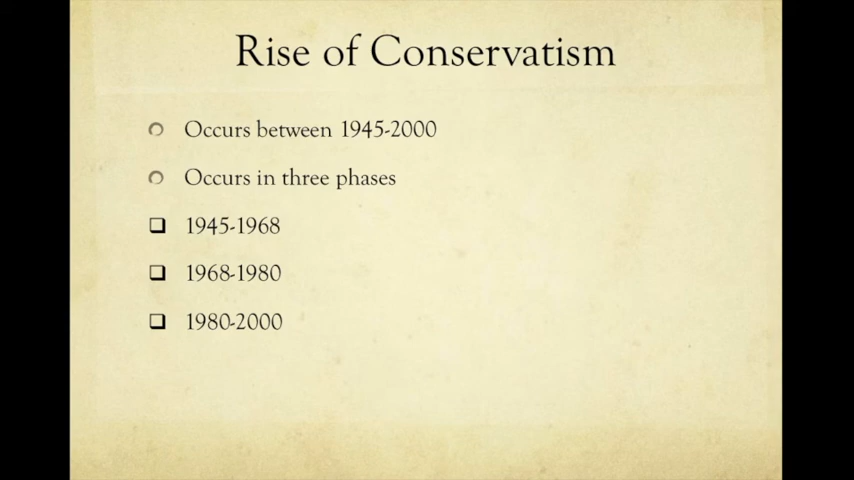 Rise of Conservatism
Occurs between 1945-2000
Occurs in three phases
1945-1968
1968-1980
1980-2000